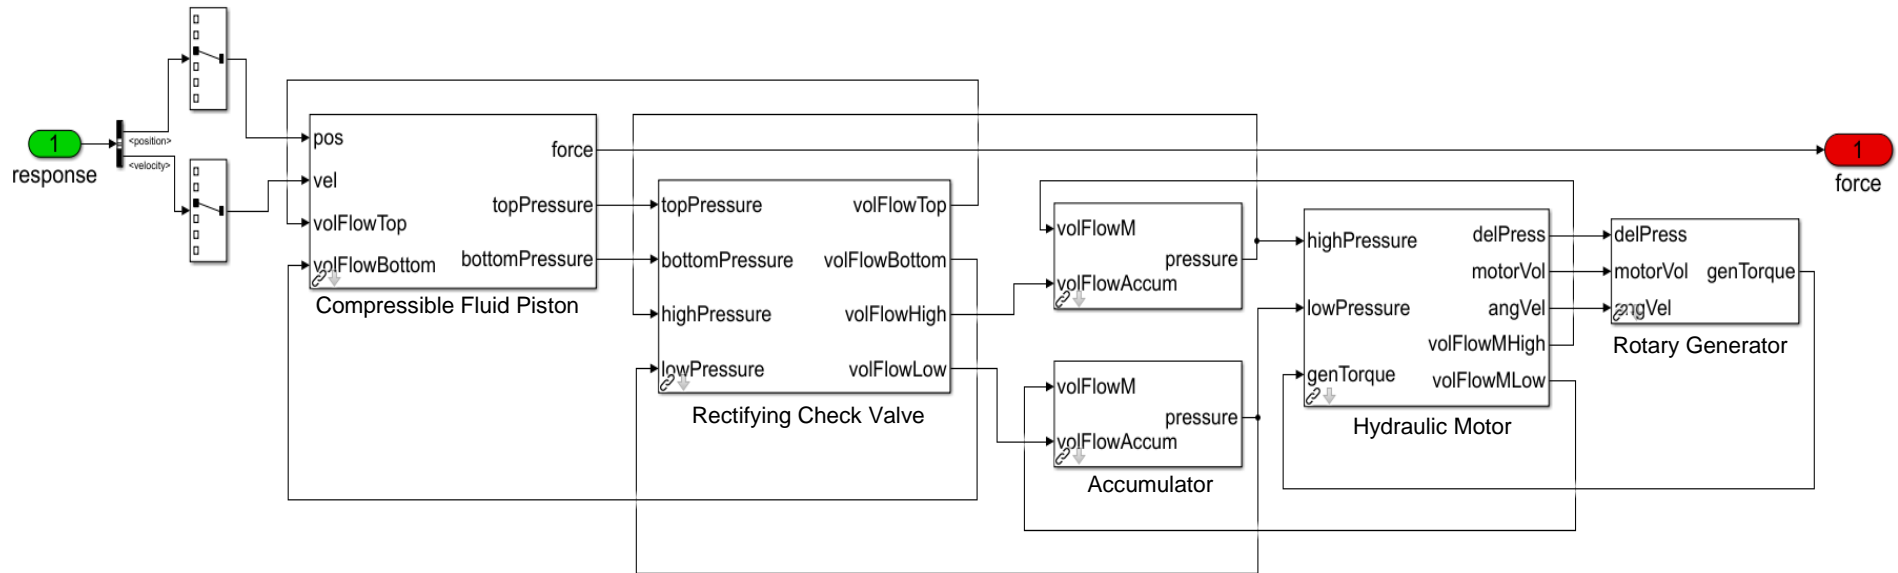 1
response
<position>
<velocity>
pos
vel
volFlowTop
volFlowBottom
force
topPressure
bottomPressure
Compressible Fluid Piston
topPressure
bottomPressure
highPressure
lowPressure
volFlowTop
volFlowBottom
volFlowHigh
volFlowLow
Rectifying Check Valve
volFlowM
volFlowAccum
pressure
volFlowM
volFlowAccum
pressure
Accumulator
highPressure
lowPressure
genTorque
delPress
motorVol
angVel
volFlowMHigh
volFlowMLow
Hydraulic Motor
delPress
motorVol
angVel
genTorque
Rotary Generator
1
force